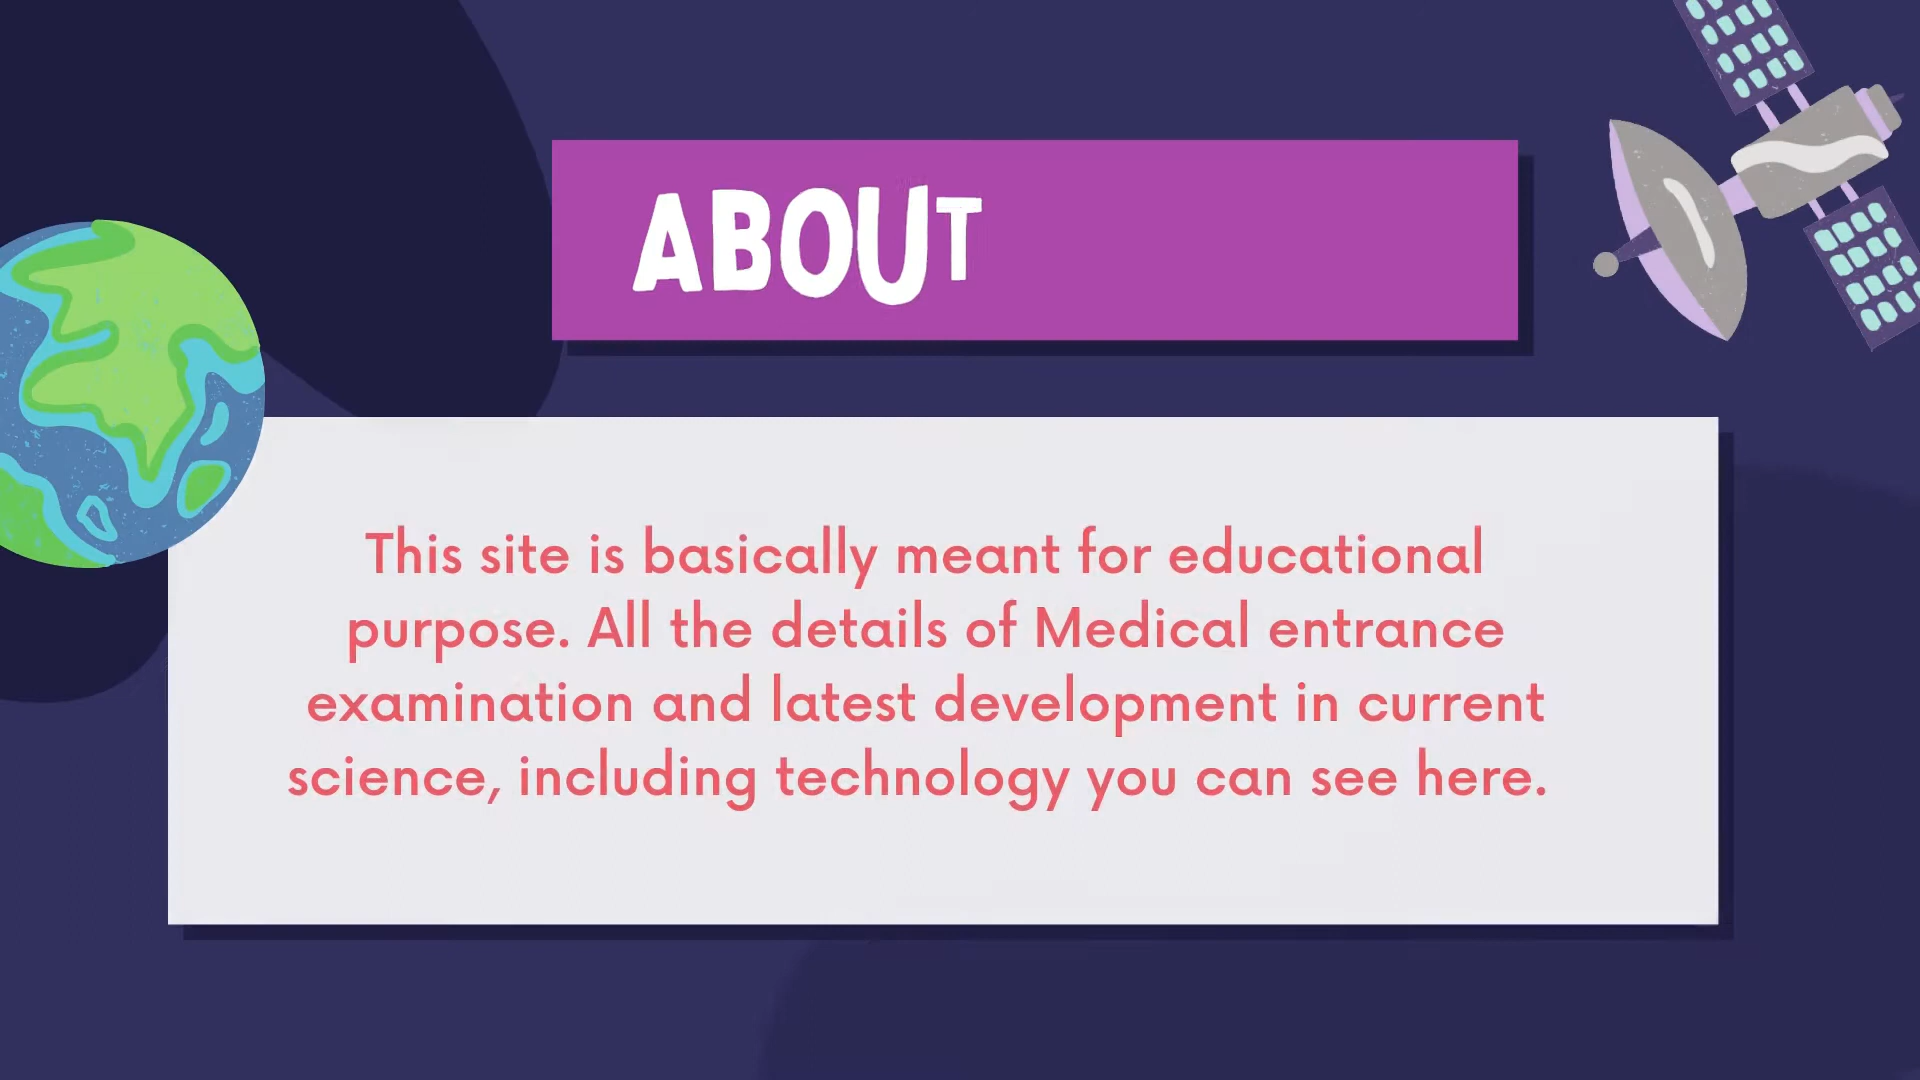 ABOUT
This site is basically meant for educational
purpose. All the details of Medical entrance
examination and latest development in current
science, including technology you can see here.